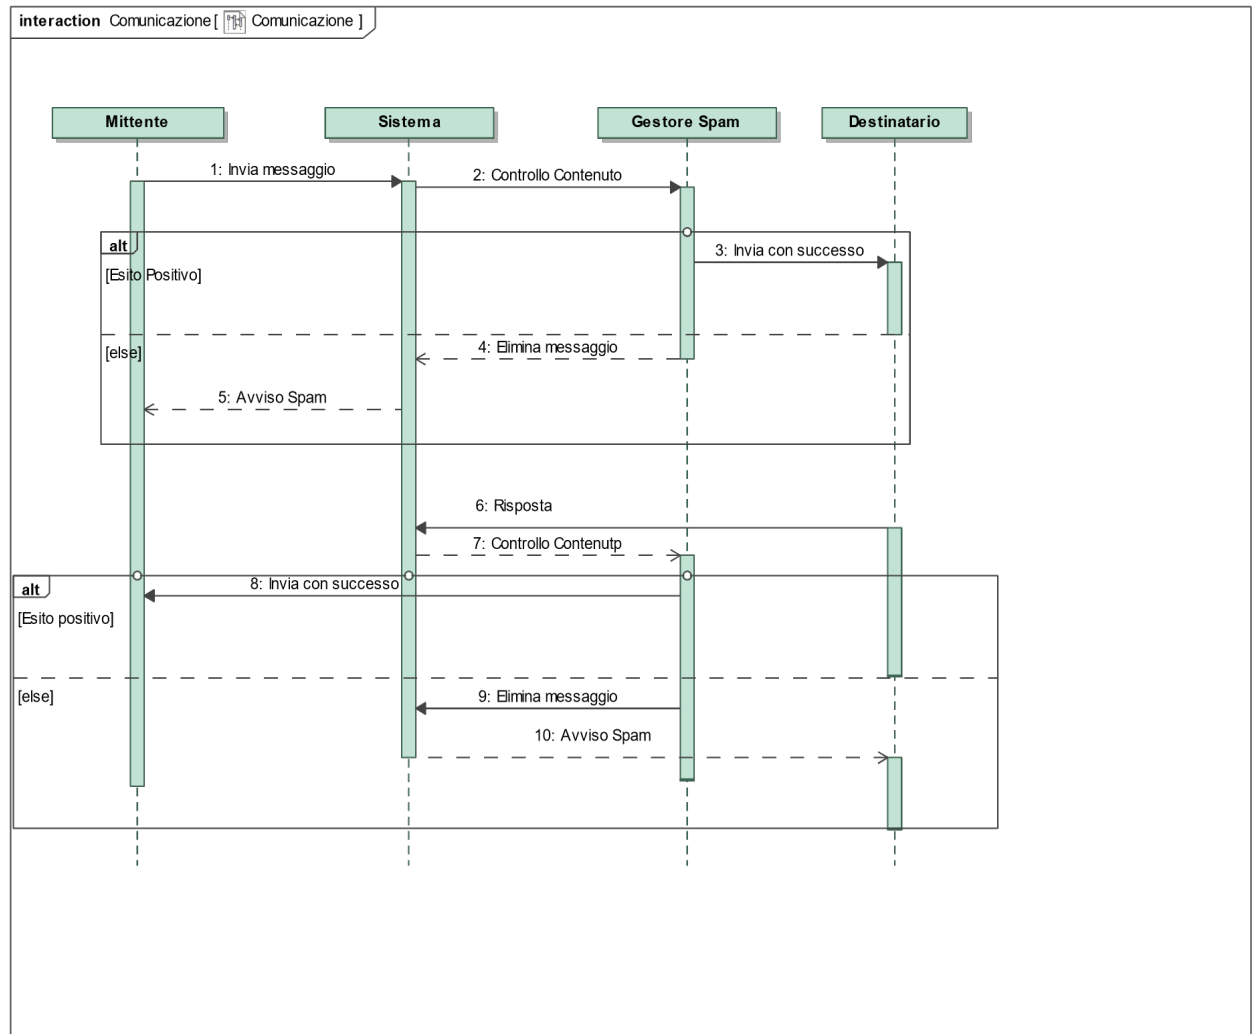 interaction Comunicazione [ Comunicazione ]
Mittente
Sistema
Gestore Spam
Destinatario
1: Invia messaggio
2: Controllo Contenuto
alt
3: Invia con successo
[Esito Positivo]
4: Elimina messaggio
[else]
5: Avviso Spam
6: Risposta
7: Controllo Contenutp
alt
8: Invia con successo
[Esito positivo]
[else]
9: Elimina messaggio
10: Avviso Spam